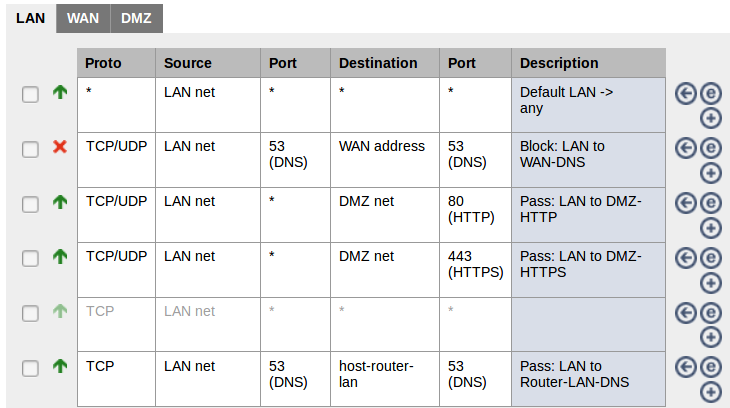 LAN WAN DMZ
Proto Source Port Destination Port Description
* LAN net * * * Default LAN ->
any
TCP/UDP LAN net 53 WAN address 53 Block: LAN to
(DNS) (DNS) WAN-DNS
TCP/UDP LAN net * DMZ net 80 Pass: LAN to DMZ-
(HTTP) HTTP
TCP/UDP LAN net * DMZ net 443 Pass: LAN to DMZ-
(HTTPS) HTTPS
TCP LAN net * * *
TCP LAN net 53 host-router- 53 Pass: LAN to
(DNS) lan (DNS) Router-LAN-DNS